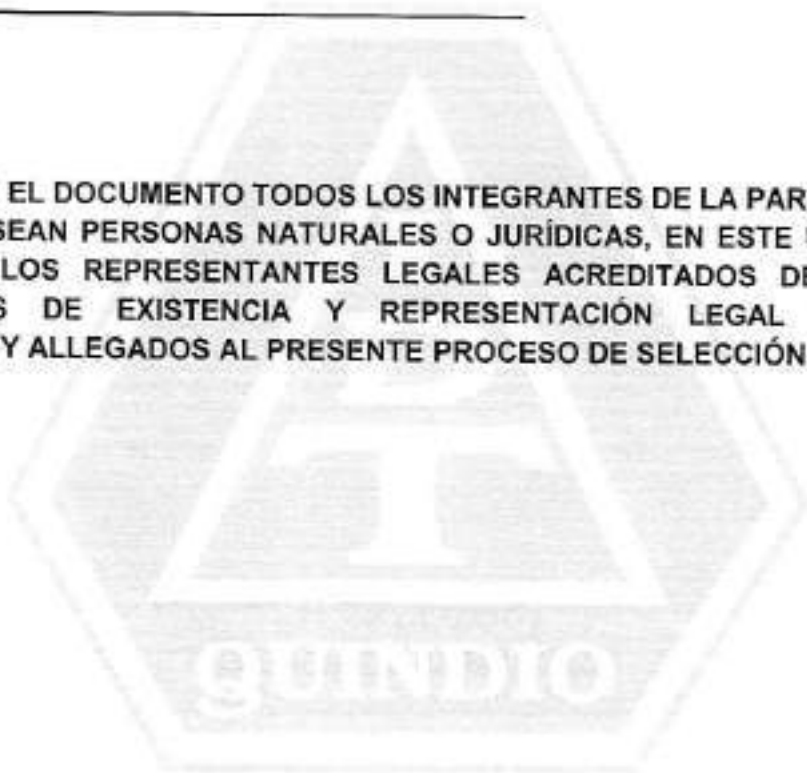 EL DOCUMENTO TODOS LOS INTEGRANTES DE LA PAR
SEAN PERSONAS NATURALES O JURÍDICAS, EN ESTE
LOS REPRESENTANTES LEGALES ACREDITADOS DE
S DE EXISTENCIA Y REPRESENTACIÓN LEGAL
Y ALLEGADOS AL PRESENTE PROCESO DE SELECCIÓN
T
QUINDIO